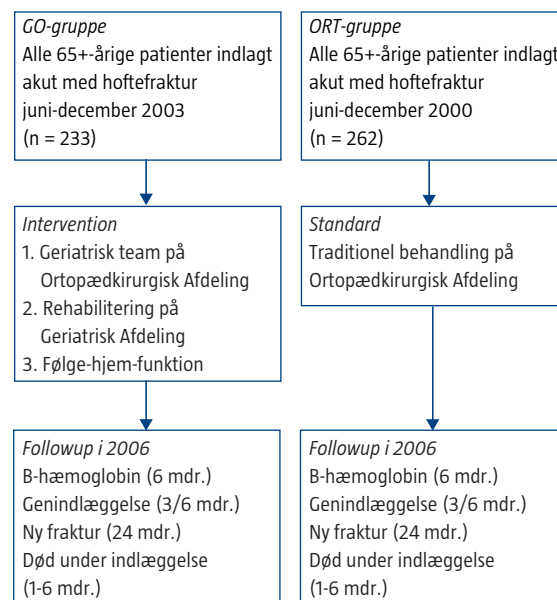 GO-gruppe
Alle 65+-årige patienter indlagt
akut med hoftefraktur
juni-december 2003
(n = 233)
ORT-gruppe
Alle 65+-årige patienter indlagt
akut med hoftefraktur
juni-december 2000
(n = 262)
Intervention
1. Geriatrisk team på
Ortopædkirurgisk Afdeling
2. Rehabilitering på
Geriatrisk Afdeling
3. Følge-hjem-funktion
Standard
Traditionel behandling på
Ortopædkirurgisk Afdeling
Followup i 2006
B-hæmoglobin (6 mdr.)
Genindlæggelse (3/6 mdr.)
Ny fraktur (24 mdr.)
Død under indlæggelse
(1-6 mdr.)
Followup i 2006
B-hæmoglobin (6 mdr.)
Genindlæggelse (3/6 mdr.)
Ny fraktur (24 mdr.)
Død under indlæggelse
(1-6 mdr.)